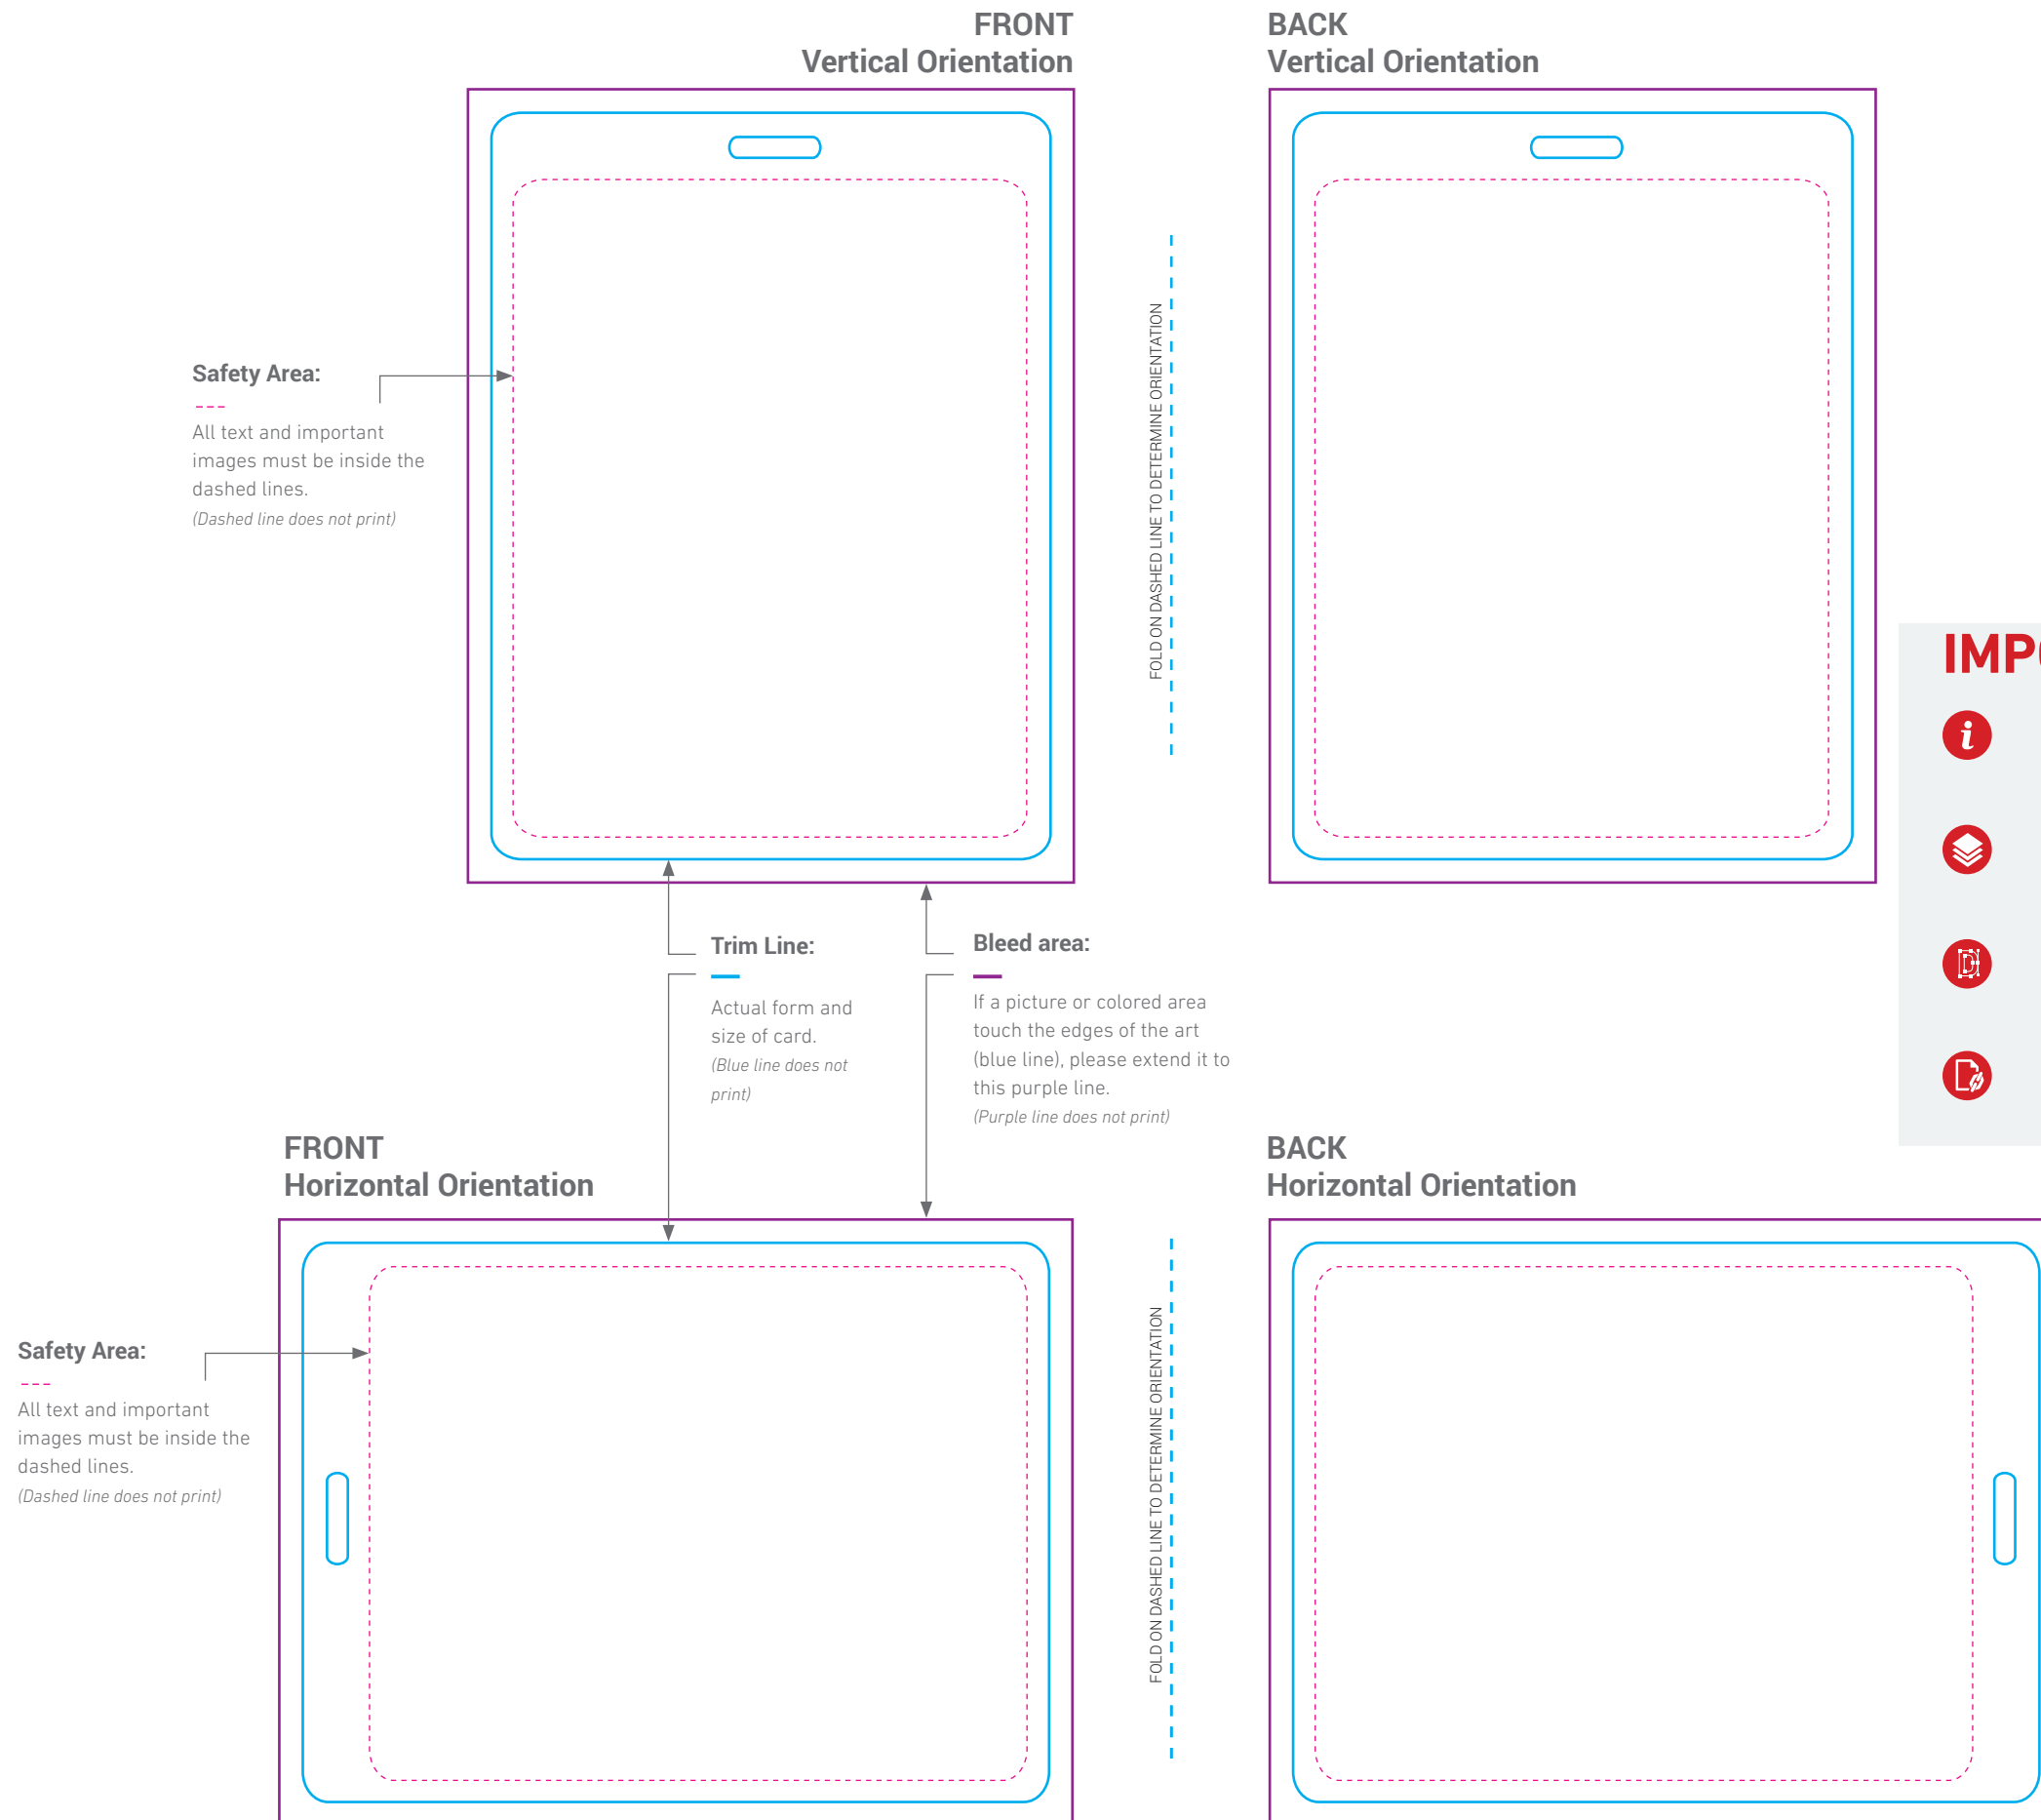 FRONT
Vertical Orientation
BACK
Vertical Orientation
Safety Area:
All text and important
images must be inside the
dashed lines.
(Dashed line does not print)
FOLD ON DASHED LINE TO DETERMINE ORIENTATION
Trim Line:
Actual form and
size of card.
(Blue line does not
print)
Bleed area:
If a picture or colored area
touch the edges of the art
(blue line), please extend it to
this purple line.
(Purple line does not print)
FRONT
Horizontal Orientation
BACK
Horizontal Orientation
Safety Area:
All text and important
images must be inside the
dashed lines.
(Dashed line does not print)
FOLD ON DASHED LINE TO DETERMINE ORIENTATION